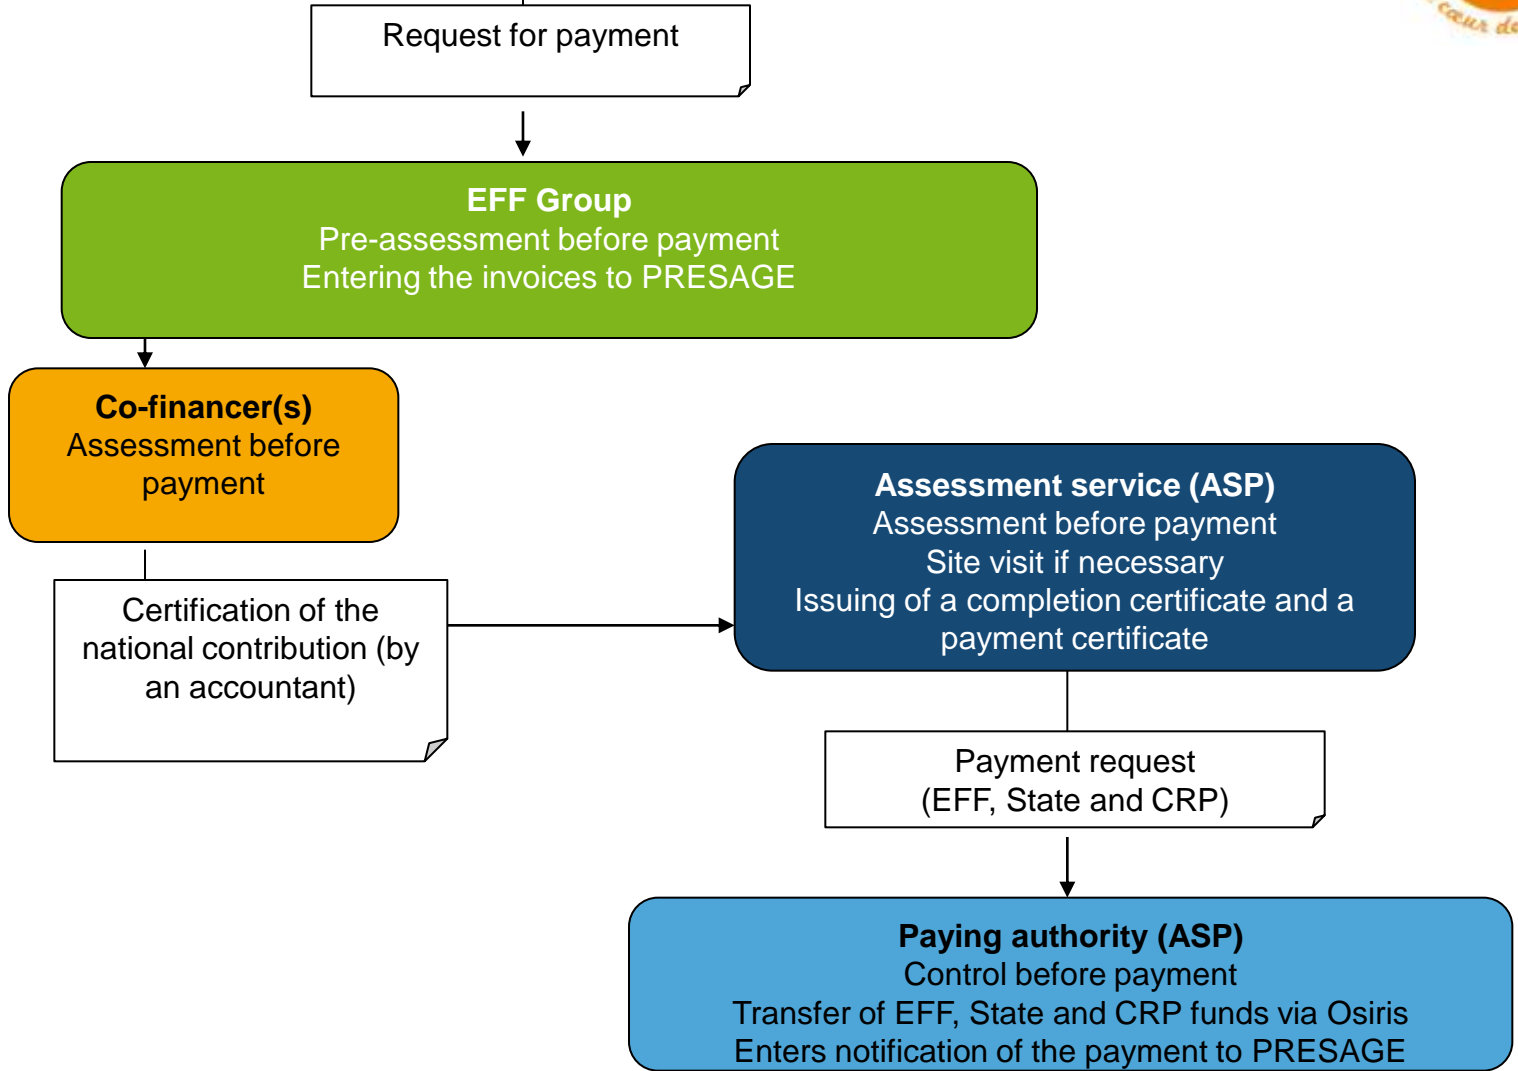 cœur de
Request for payment
EFF Group
Pre-assessment before payment
Entering the invoices to PRESAGE
Co-financer(s)
Assessment before
payment
Assessment service (ASP)
Assessment before payment
Site visit if necessary
Issuing of a completion certificate and a
payment certificate
Certification of the
national contribution (by
an accountant)
Payment request
(EFF, State and CRP)
Paying authority (ASP)
Control before payment
Transfer of EFF, State and CRP funds via Osiris
Enters notification of the payment to PRESAGE